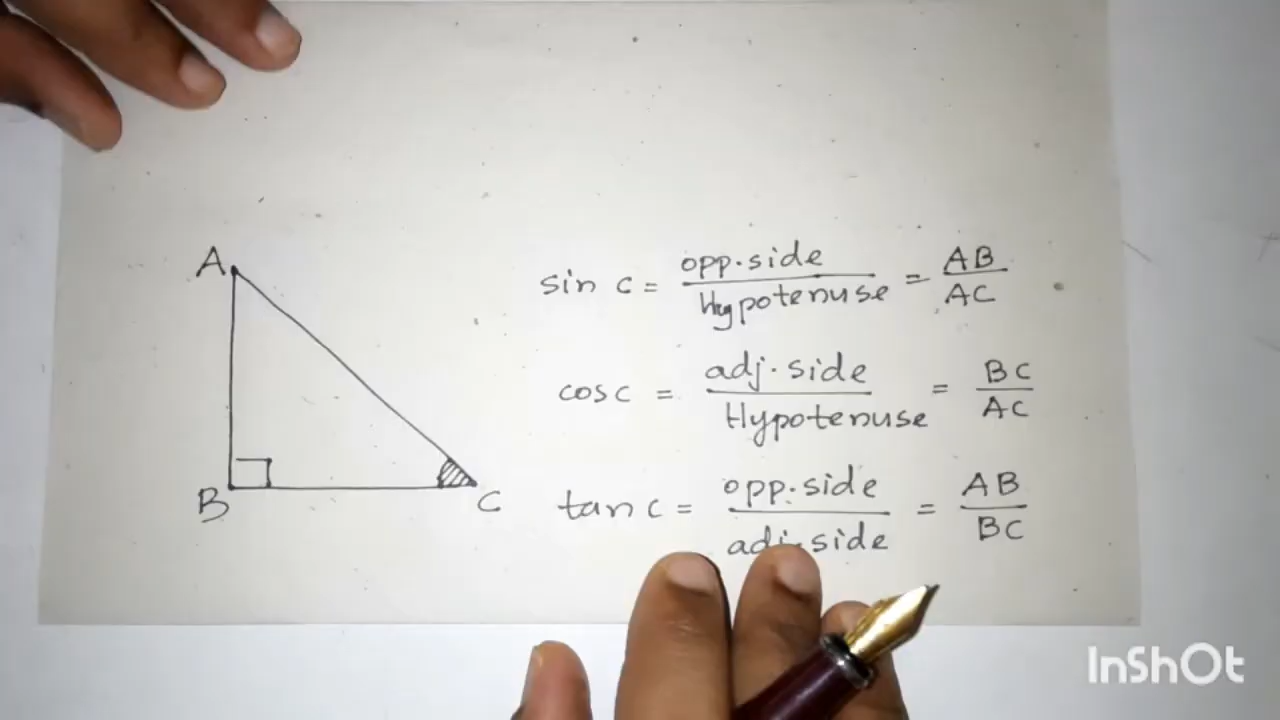 A
B
C
sin c = opp.side / Hypotenuse = AB / AC
cos c = adj.side / Hypotenuse = BC / AC
tan c = opp.side / adj.side = AB / BC
InShOt